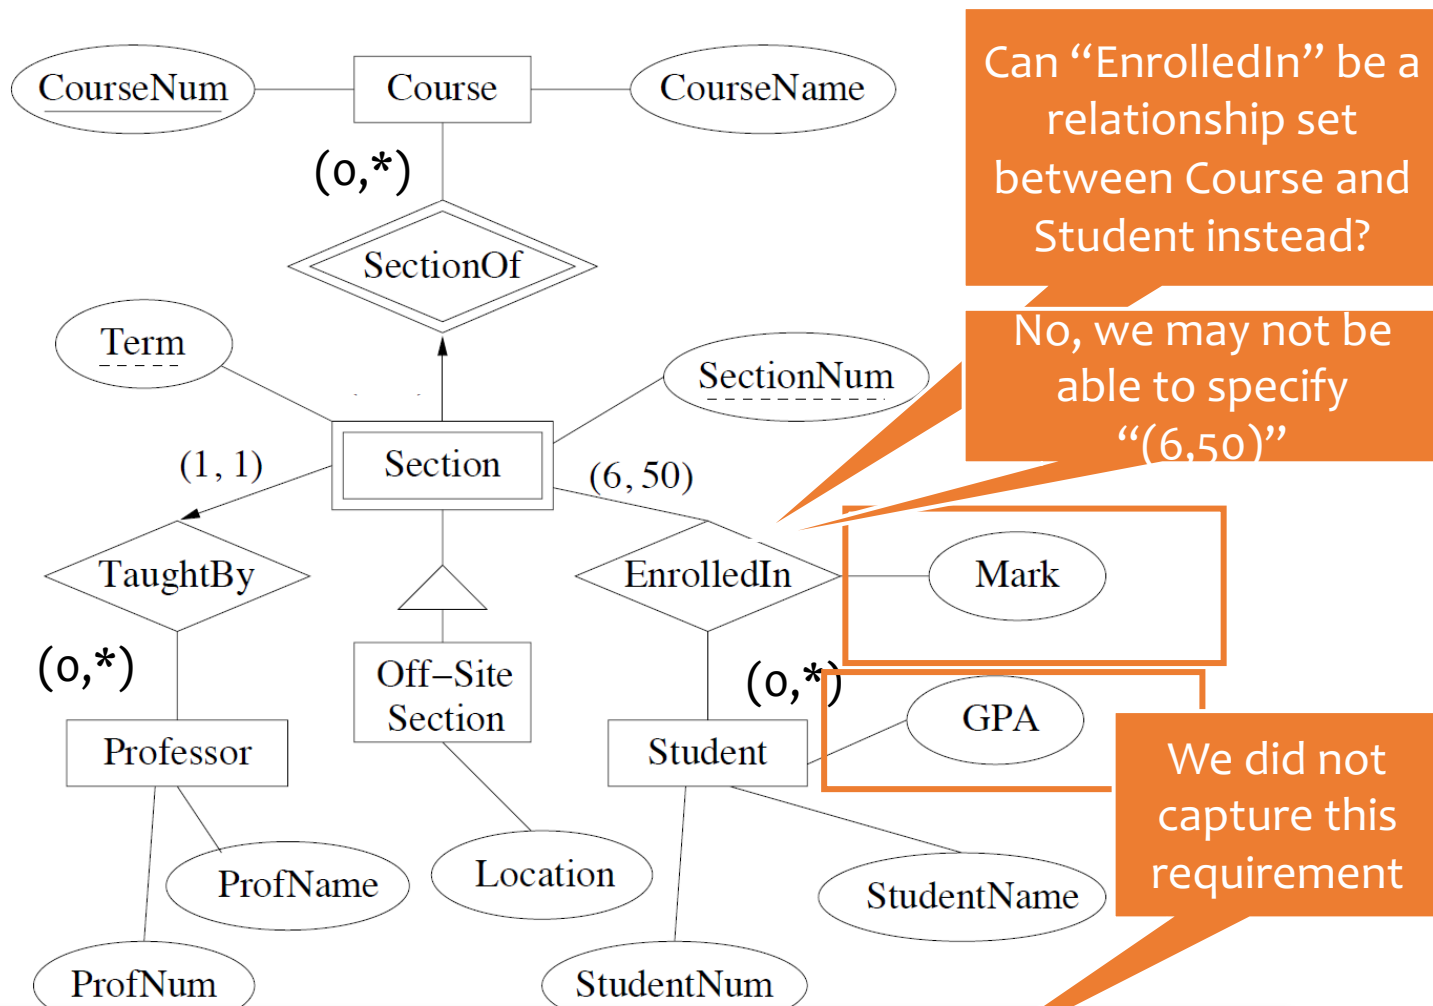 CourseNum
Course
CourseName
(0,*)
SectionOf
Term
SectionNum
Section
(1, 1)
(6, 50)
TaughtBy
EnrolledIn
Mark
(0,*)
Off–Site
Section
(0,*)
GPA
Professor
Student
ProfName
Location
StudentName
ProfNum
StudentNum
Can “EnrolledIn” be a
relationship set
between Course and
Student instead?
No, we may not be
able to specify
“(6,50)”
We did not
capture this
requirement